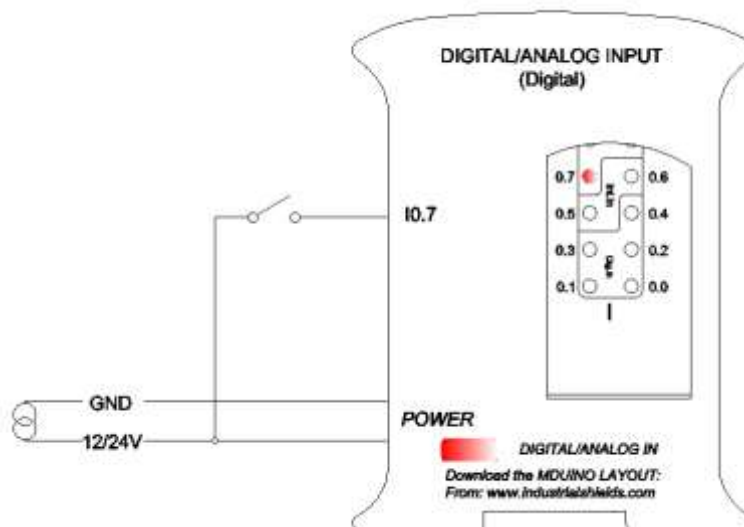 DIGITAL/ANALOG INPUT
(Digital)
0.7
0.6
0.5
0.4
0.3
0.2
0.1
0.0
I
I0.7
GND
12/24V
POWER
DIGITAL/ANALOG IN
Download the MDUINO LAYOUT:
From: www.industrialshields.com